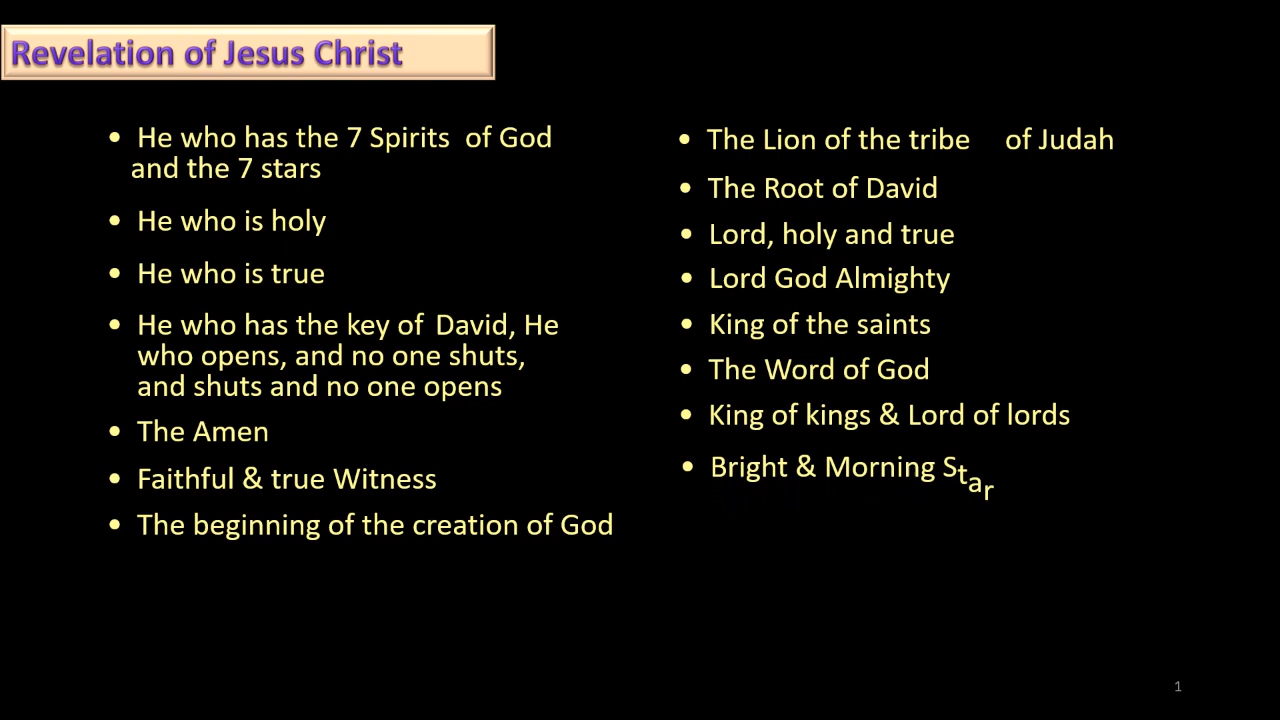 Revelation of Jesus Christ
• He who has the 7 Spirits of God
and the 7 stars
• He who is holy
• He who is true
• He who has the key of David, He
who opens, and no one shuts,
and shuts and no one opens
• The Amen
• Faithful & true Witness
• The beginning of the creation of God
• The Lion of the tribe of Judah
• The Root of David
• Lord, holy and true
• Lord God Almighty
• King of the saints
• The Word of God
• King of kings & Lord of lords
• Bright & Morning Star
1